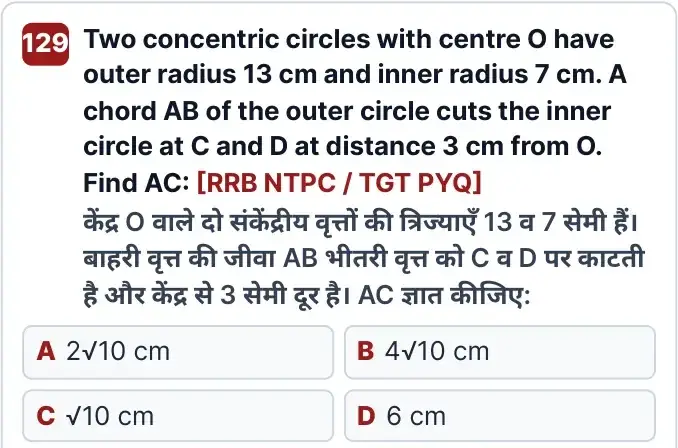 129 Two concentric circles with centre O have
outer radius 13 cm and inner radius 7 cm. A
chord AB of the outer circle cuts the inner
circle at C and D at distance 3 cm from O.
Find AC: [RRB NTPC / TGT PYQ]
केंद्र O वाले दो संकेंद्रीय वृत्तों की त्रिज्याएँ 13 व 7 सेमी हैं।
बाहरी वृत्त की जीवा AB भीतरी वृत्त को C व D पर काटती
है और केंद्र से 3 सेमी दूर है। AC ज्ञात कीजिए:
A 2√10 cm
B 4√10 cm
C √10 cm
D 6 cm